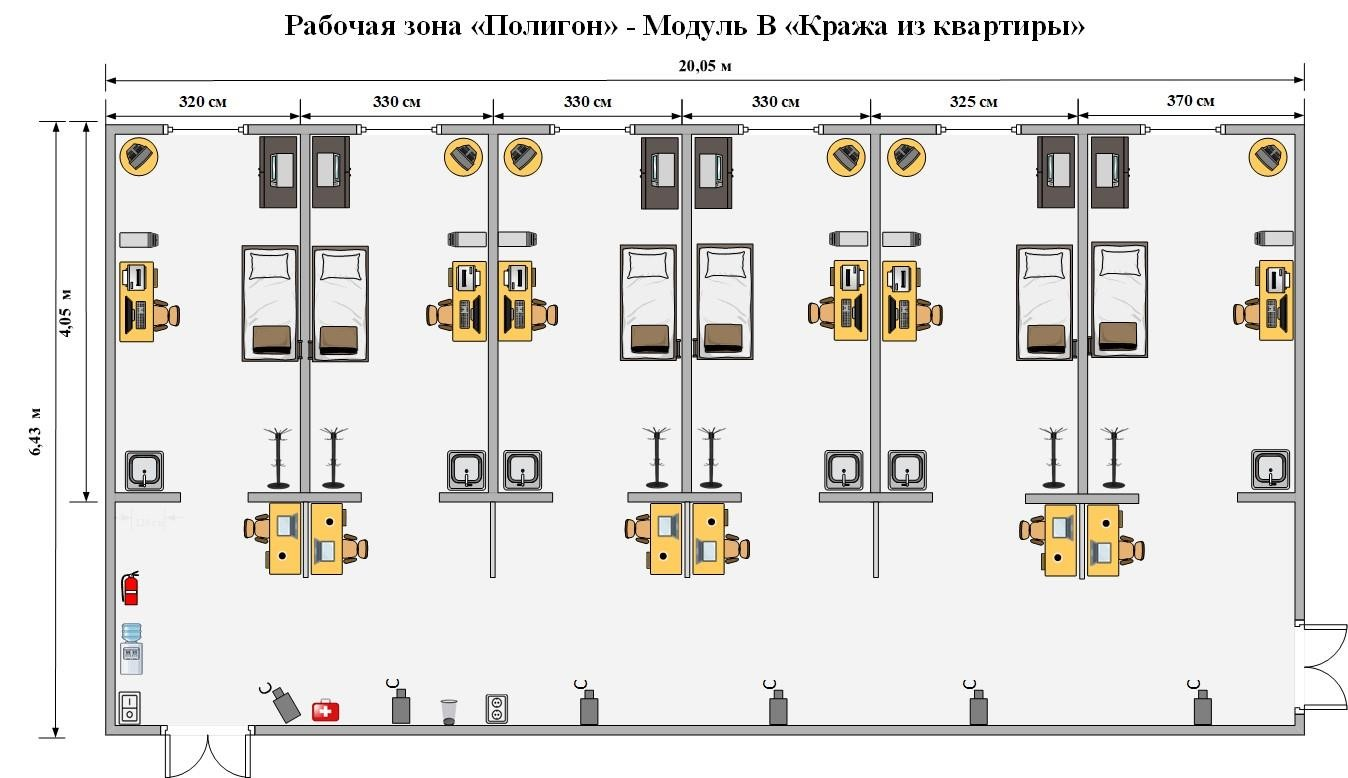 Рабочая зона «Полигон» - Модуль В «Кража из квартиры»
20,05 м
320 см
330 см
330 см
330 см
325 см
370 см
4,05 м
6,43 м
С
С
С
С
С
С